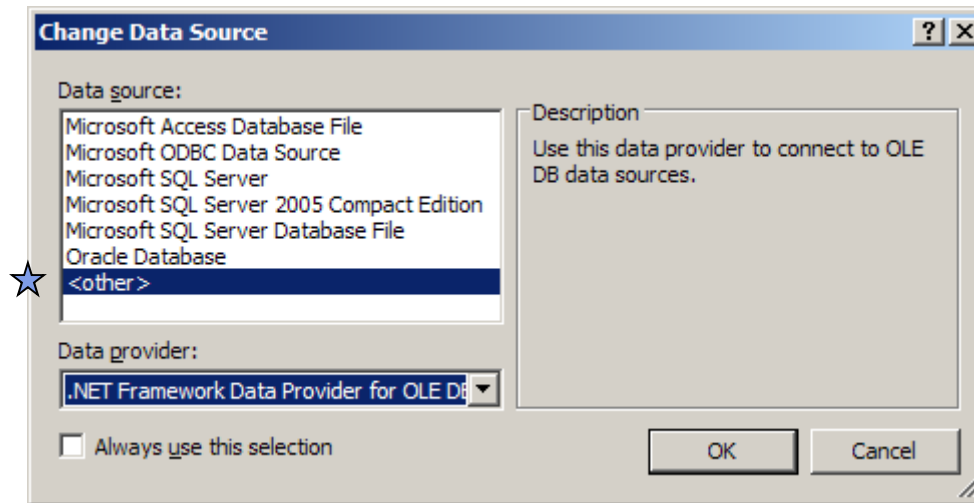 Change Data Source
Data source:
Microsoft Access Database File
Microsoft ODBC Data Source
Microsoft SQL Server
Microsoft SQL Server 2005 Compact Edition
Microsoft SQL Server Database File
Oracle Database
<other>
Data provider:
.NET Framework Data Provider for OLE DB
Always use this selection
Description
Use this data provider to connect to OLE
DB data sources.
OK
Cancel